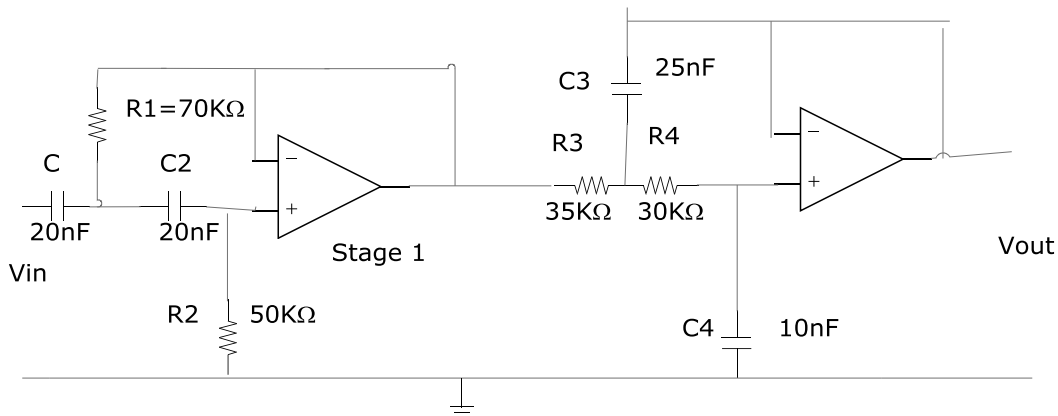 C3
25nF
R1=70KΩ
R3
R4
C
C2
−
+
−
+
20nF
20nF
35KΩ
30KΩ
Stage 1
Vin
Vout
R2
50KΩ
C4
10nF